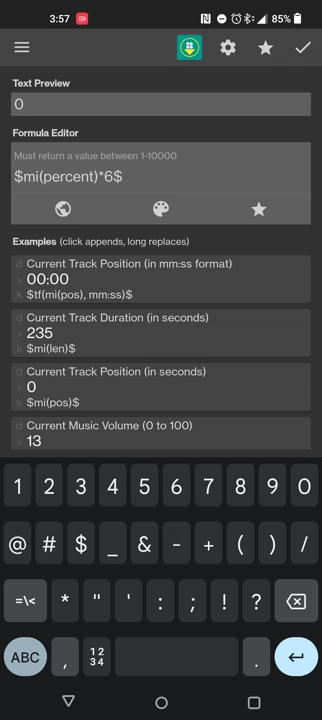 3:57
85%
Text Preview
0
Formula Editor
Must return a value between 1-10000
$mi(percent)*6$
Examples (click appends, long replaces)
d Current Track Position (in mm:ss format)
> 00:00
k $tf(mi(pos), mm:ss)$
d Current Track Duration (in seconds)
> 235
k $mi(len)$
d Current Track Position (in seconds)
> 0
k $mi(pos)$
d Current Music Volume (0 to 100)
> 13
1 2 3 4 5 6 7 8 9 0
@ # $ _ & - + ( ) /
=\< * " ' : ; ! ?
ABC , 12 34 .